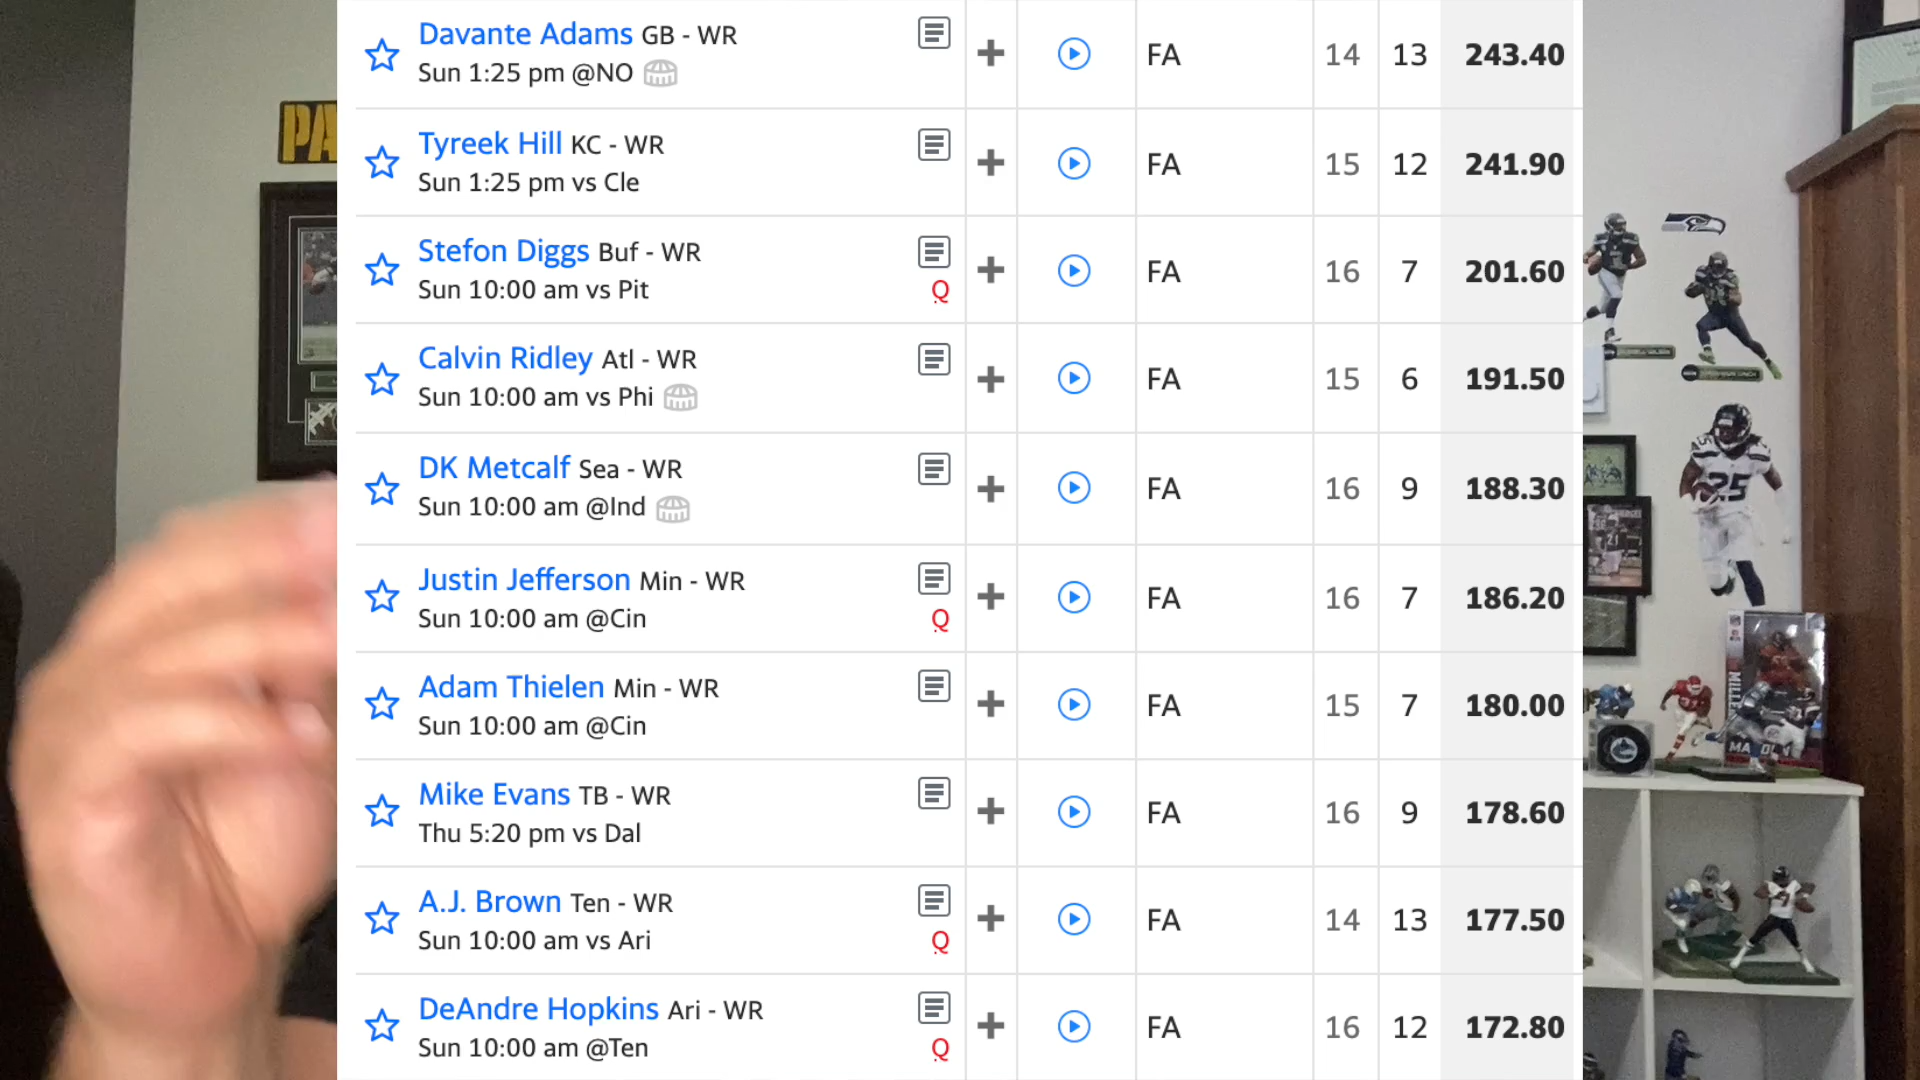 Davante Adams GB - WR FA 14 13 243.40
Sun 1:25 pm @NO
Tyreek Hill KC - WR FA 15 12 241.90
Sun 1:25 pm vs Cle
Stefon Diggs Buf - WR FA 16 7 201.60
Sun 10:00 am vs Pit Q
Calvin Ridley Atl - WR FA 15 6 191.50
Sun 10:00 am vs Phi
DK Metcalf Sea - WR FA 16 9 188.30
Sun 10:00 am @Ind
Justin Jefferson Min - WR FA 16 7 186.20
Sun 10:00 am @Cin Q
Adam Thielen Min - WR FA 15 7 180.00
Sun 10:00 am @Cin
Mike Evans TB - WR FA 16 9 178.60
Thu 5:20 pm vs Dal
A.J. Brown Ten - WR FA 14 13 177.50
Sun 10:00 am vs Ari Q
DeAndre Hopkins Ari - WR FA 16 12 172.80
Sun 10:00 am @Ten Q
PA
25